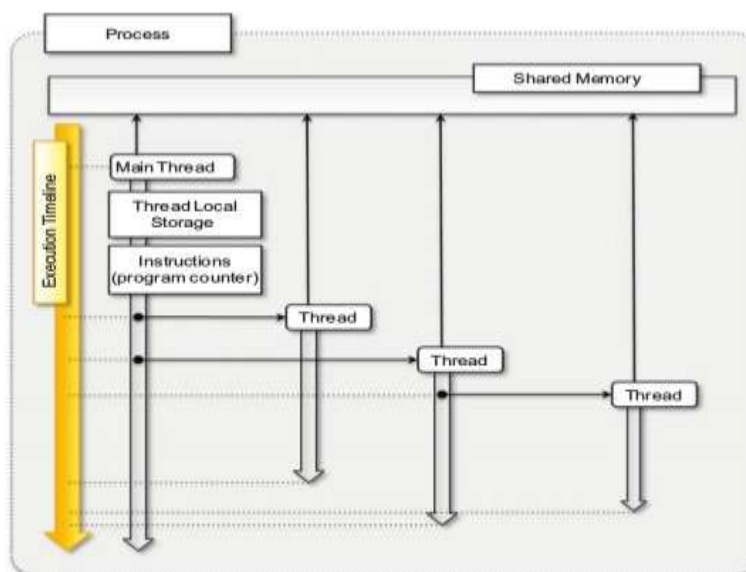 Process
Shared Memory
Execution Timeline
Main Thread
Thread Local
Storage
Instructions
(program counter)
Thread
Thread
Thread